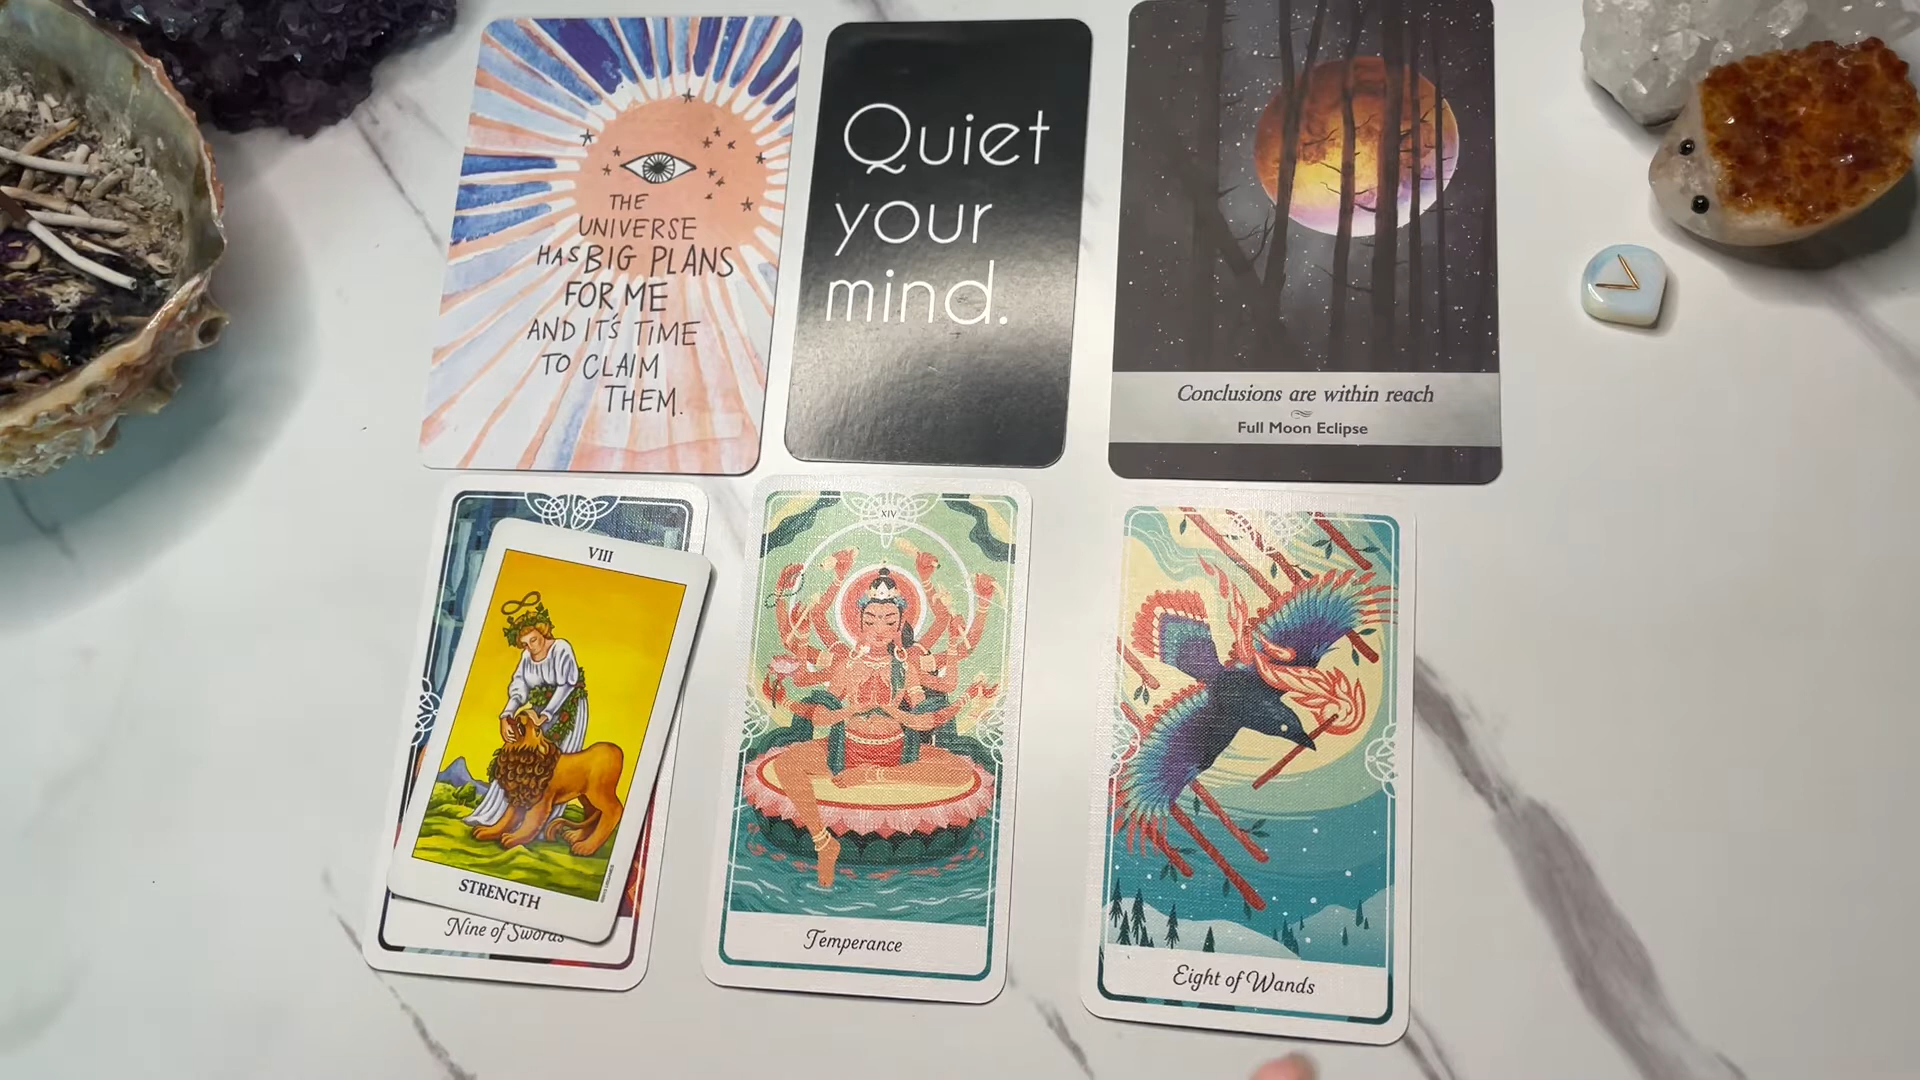 THE
UNIVERSE
HAS BIG PLANS
FOR ME
AND IT'S TIME
TO CLAIM
THEM.
Quiet
your
mind.
Conclusions are within reach
Full Moon Eclipse
VIII
STRENGTH
Nine of Swords
XIV
Temperance
Eight of Wands